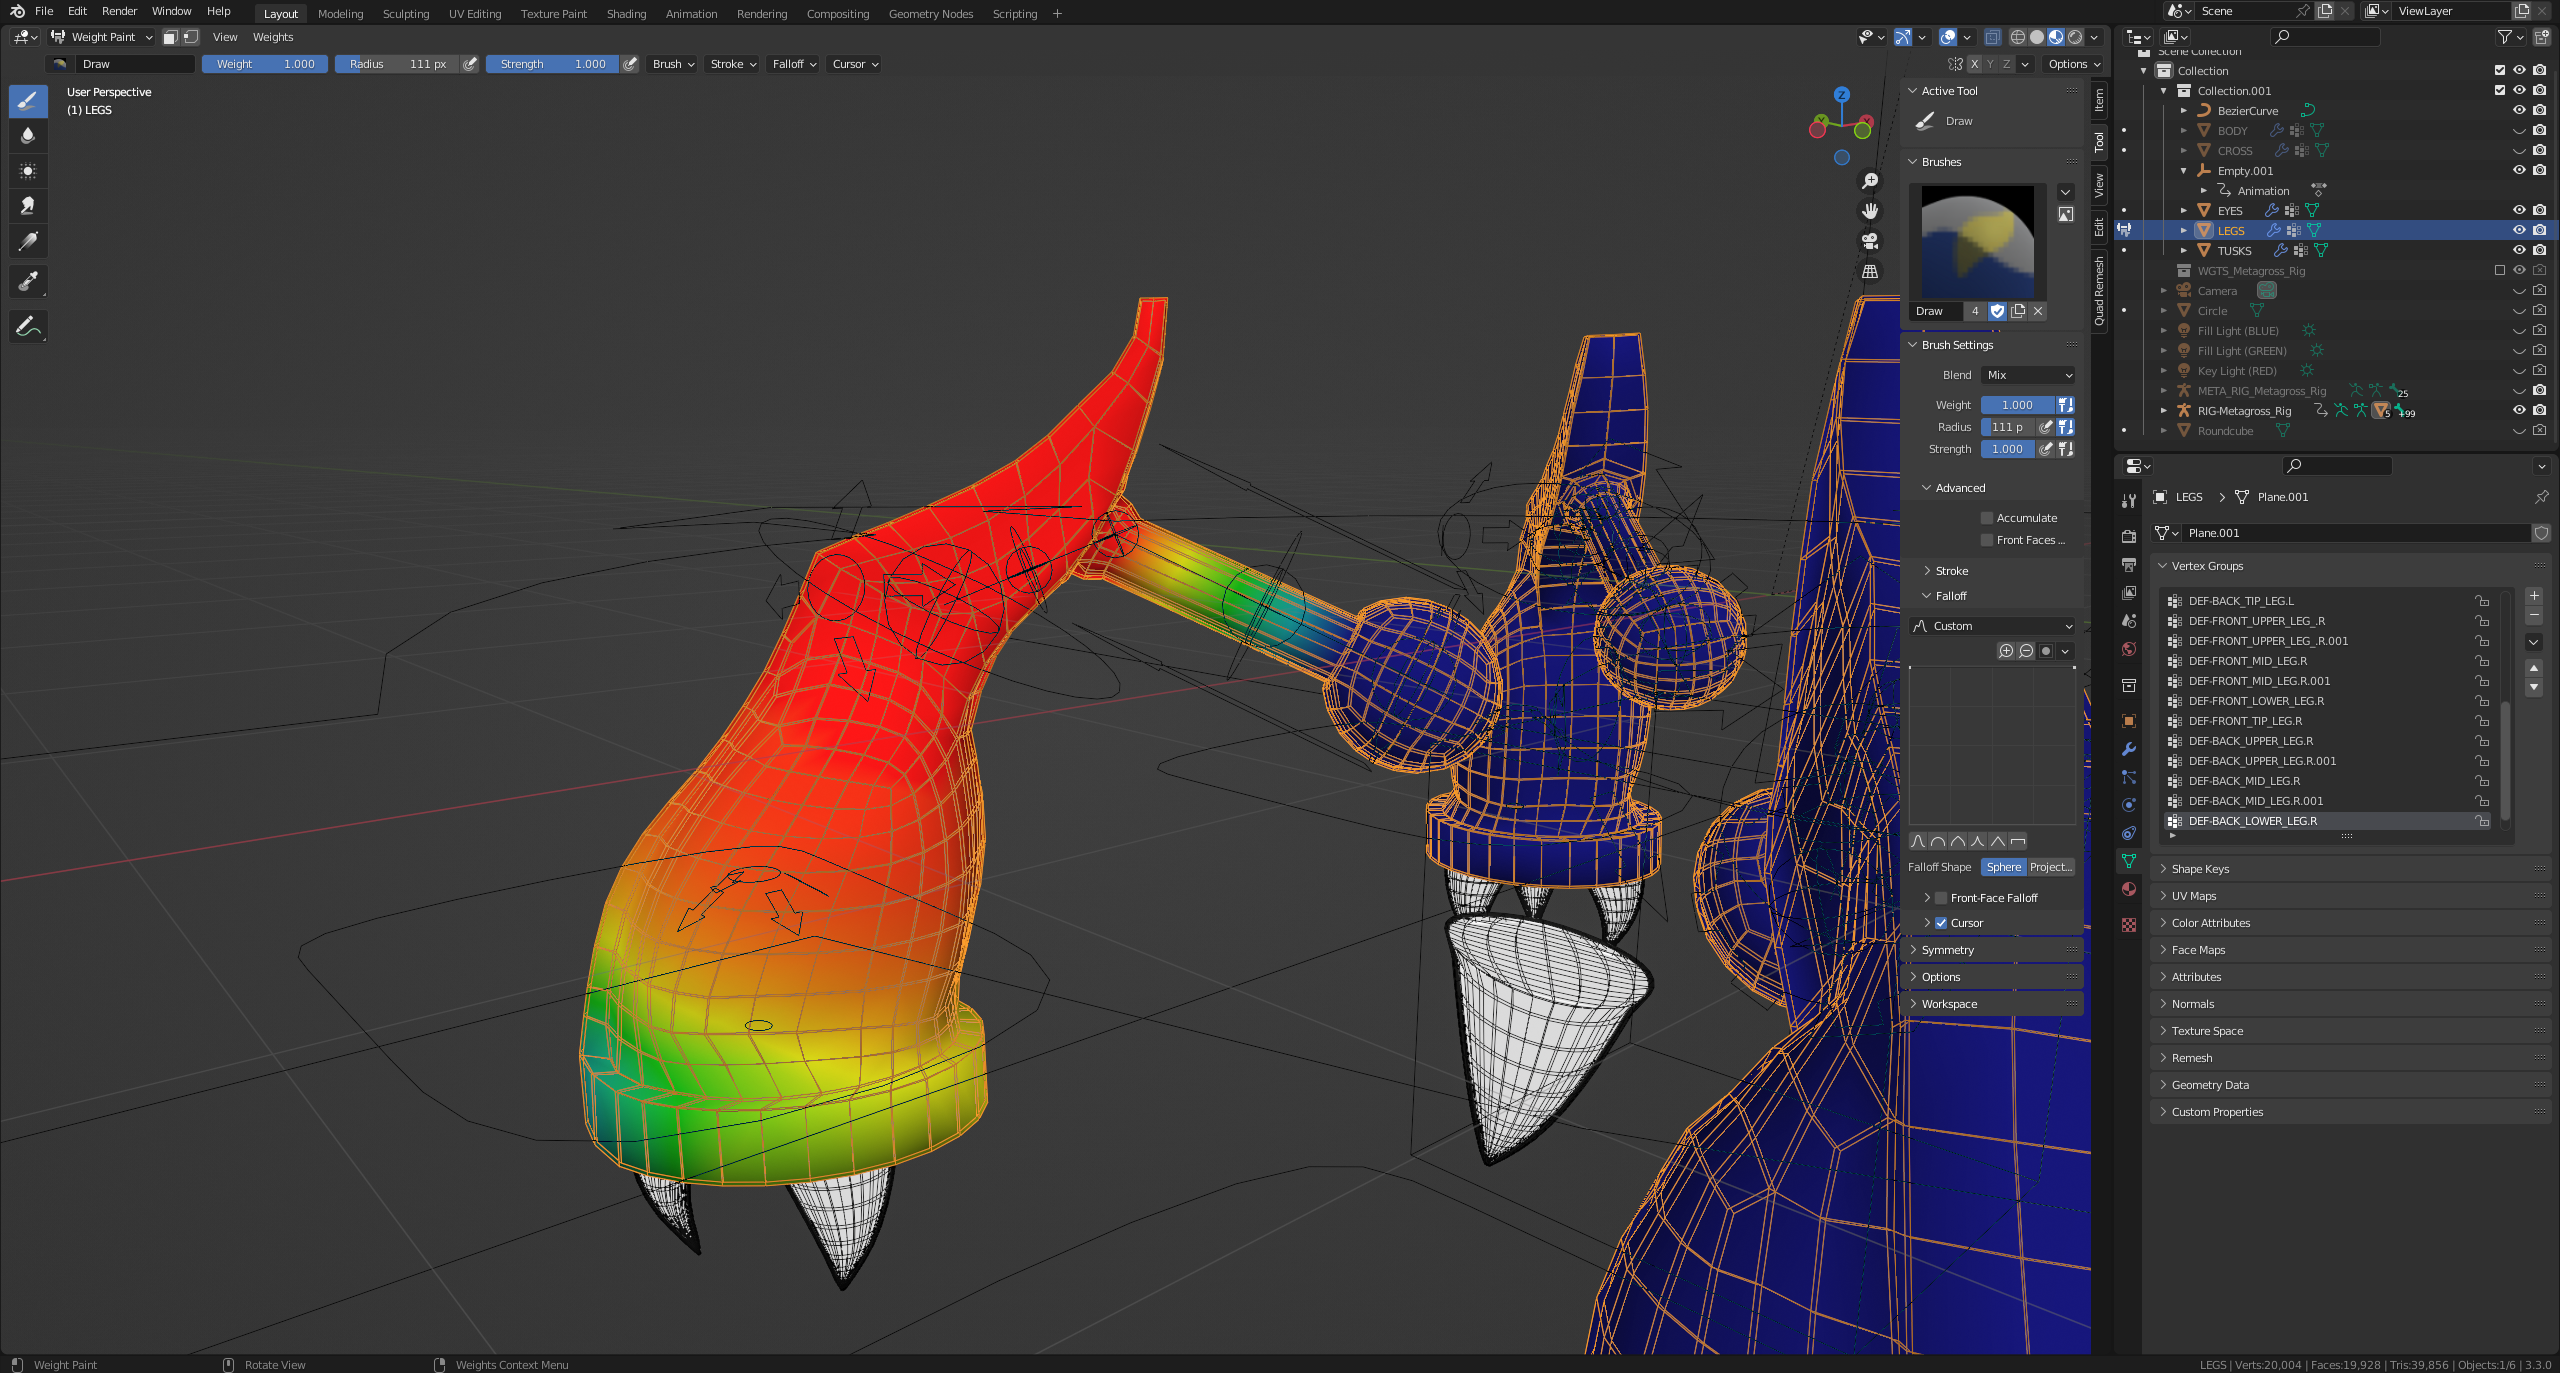 File Edit Render Window Help
Layout Modeling Sculpting UV Editing Texture Paint Shading Animation Rendering Compositing Geometry Nodes Scripting +
Scene
ViewLayer
Weight Paint View Weights
Draw Weight 1.000 Radius 111 px Strength 1.000 Brush Stroke Falloff Cursor
X Y Z Options
User Perspective
(1) LEGS
Z
Active Tool
Draw
Brushes
Draw 4
Brush Settings
Blend Mix
Weight 1.000
Radius 111 p
Strength 1.000
Advanced
Accumulate
Front Faces ...
Stroke
Falloff
Custom
Falloff Shape Sphere Project...
Front-Face Falloff
Cursor
Symmetry
Options
Workspace
Item
Tool
View
Edit
Quad Remesh
Scene Collection
Collection
Collection.001
BezierCurve
BODY
CROSS
Empty.001
Animation
EYES
LEGS
TUSKS
WGTS_Metagross_Rig
Camera
Circle
Fill Light (BLUE)
Fill Light (GREEN)
Key Light (RED)
META_RIG_Metagross_Rig 25
RIG-Metagross_Rig 5 +99
Roundcube
LEGS > Plane.001
Plane.001
Vertex Groups
DEF-BACK_TIP_LEG.L
DEF-FRONT_UPPER_LEG_.R
DEF-FRONT_UPPER_LEG_.R.001
DEF-FRONT_MID_LEG.R
DEF-FRONT_MID_LEG.R.001
DEF-FRONT_LOWER_LEG.R
DEF-FRONT_TIP_LEG.R
DEF-BACK_UPPER_LEG.R
DEF-BACK_UPPER_LEG.R.001
DEF-BACK_MID_LEG.R
DEF-BACK_MID_LEG.R.001
DEF-BACK_LOWER_LEG.R
Shape Keys
UV Maps
Color Attributes
Face Maps
Attributes
Normals
Texture Space
Remesh
Geometry Data
Custom Properties
Weight Paint Rotate View Weights Context Menu
LEGS | Verts:20,004 | Faces:19,928 | Tris:39,856 | Objects:1/6 | 3.3.0